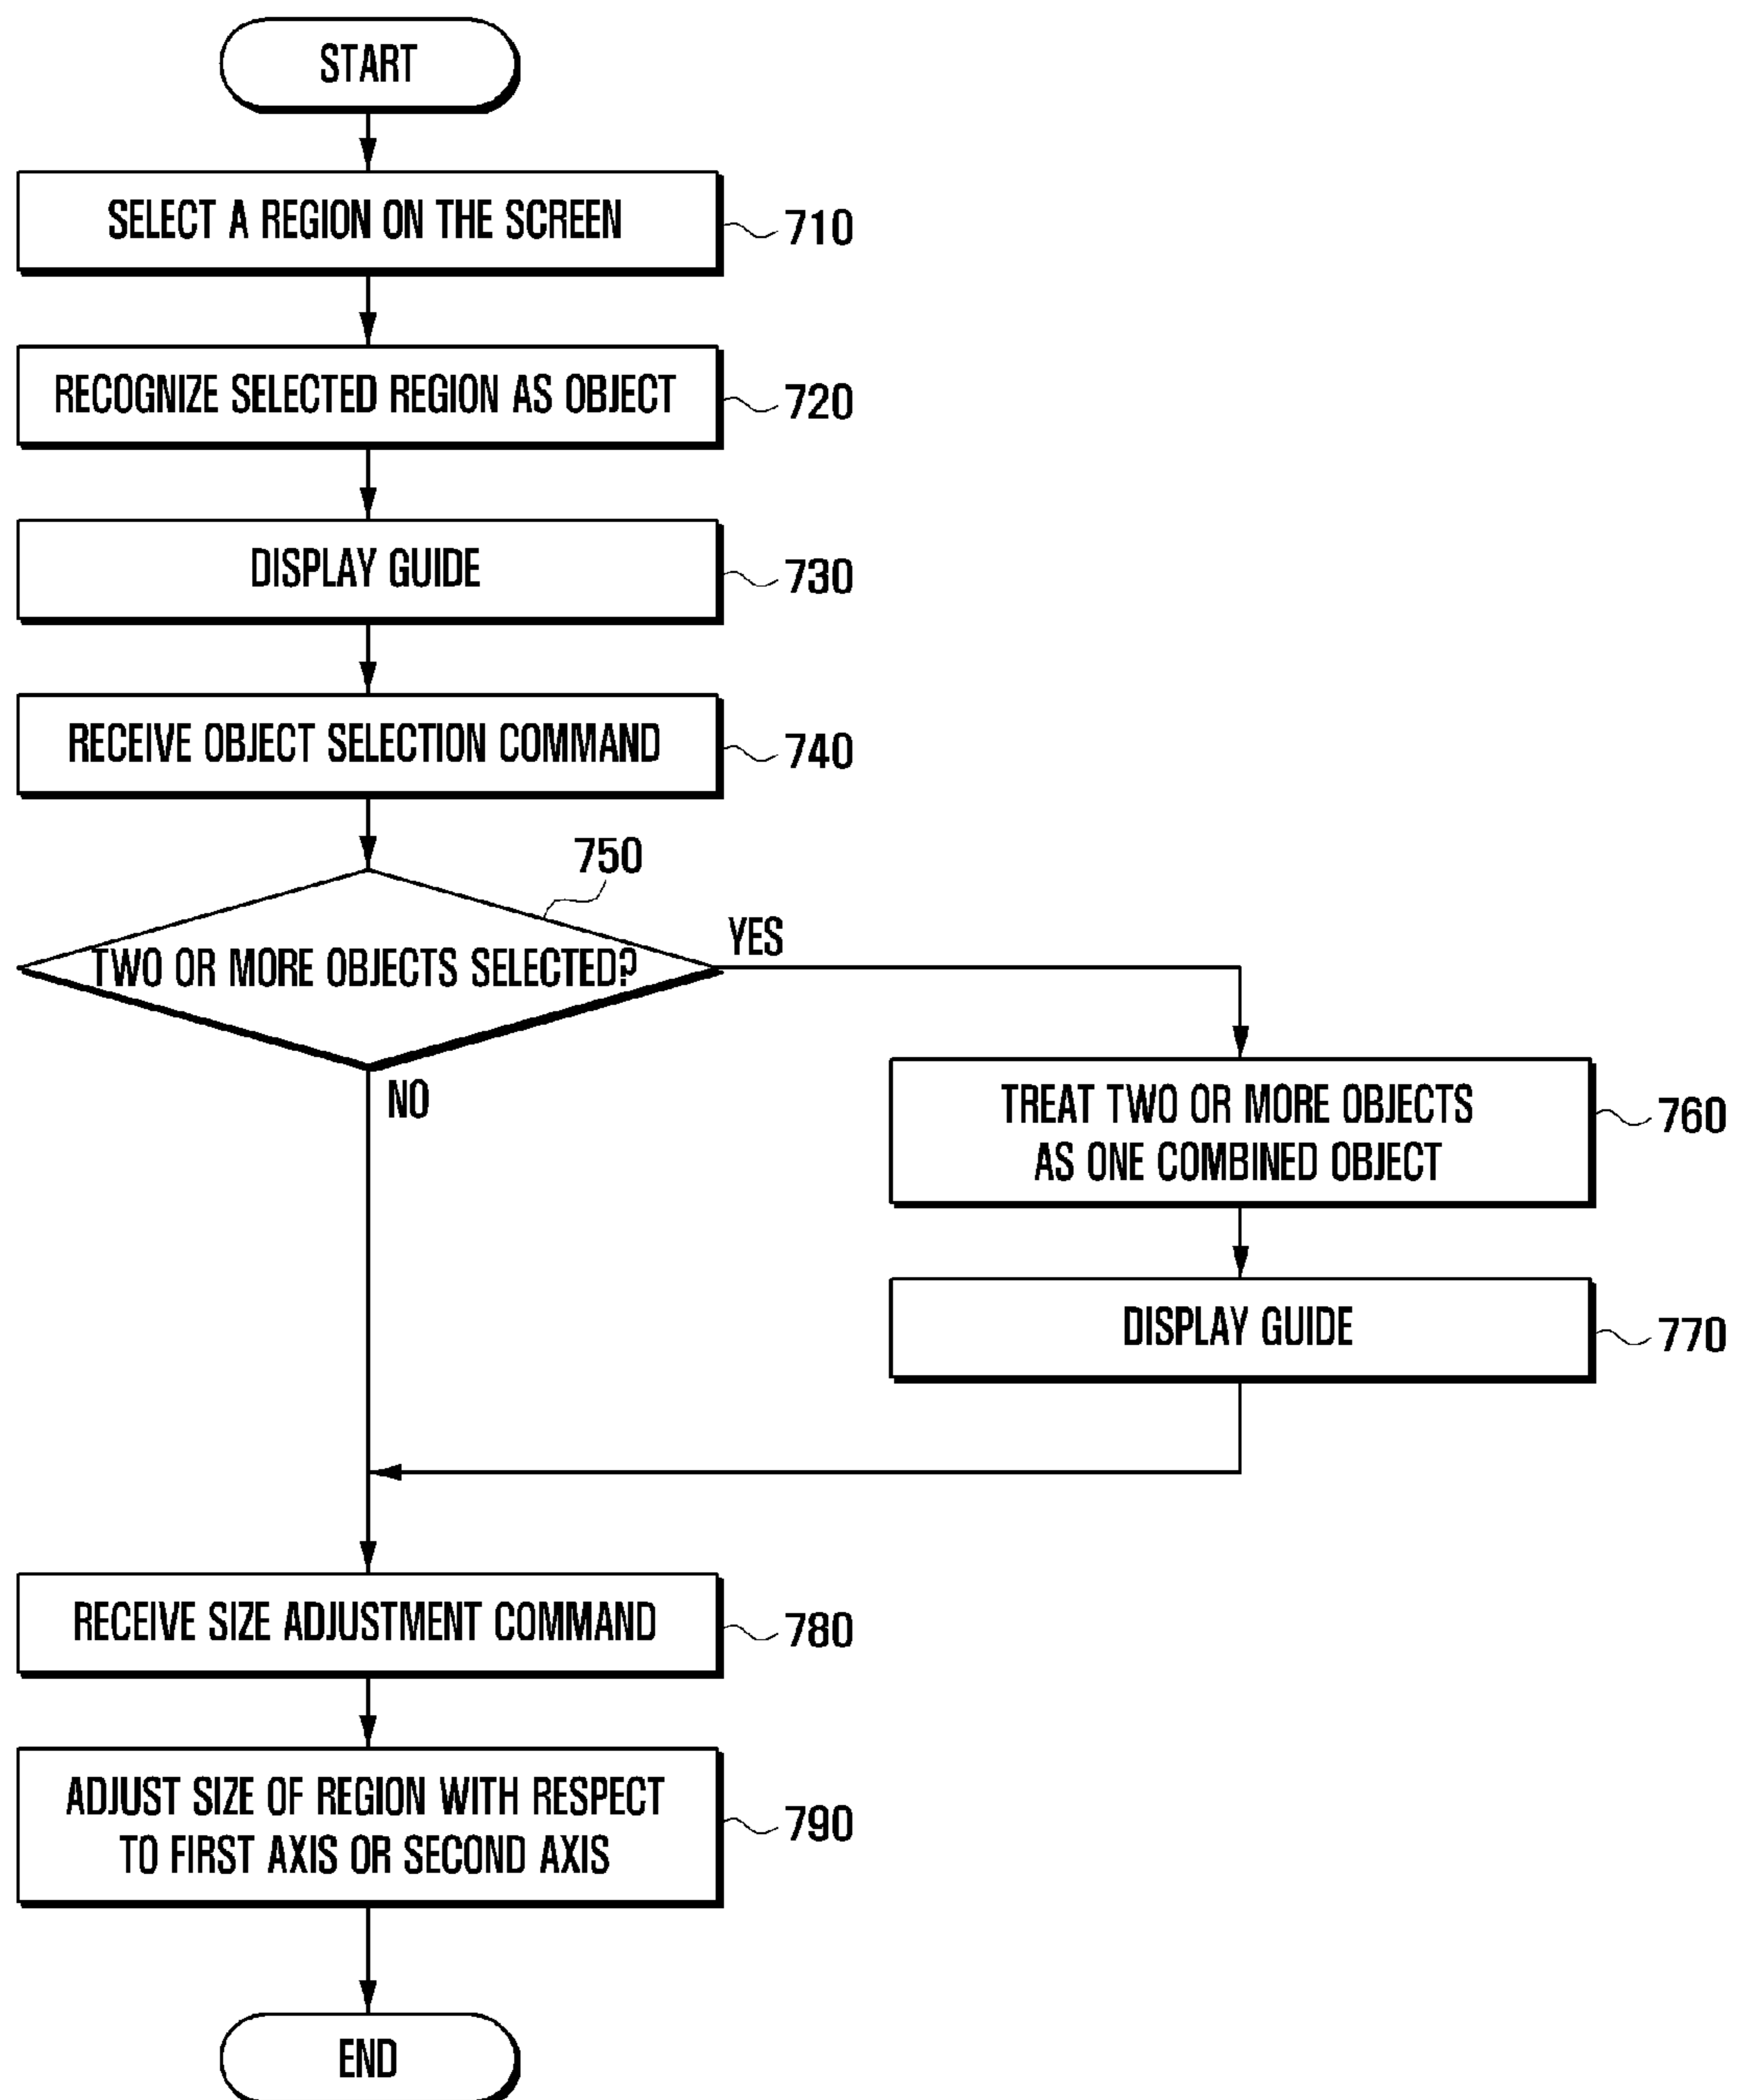 START
SELECT A REGION ON THE SCREEN
710
RECOGNIZE SELECTED REGION AS OBJECT
720
DISPLAY GUIDE
730
RECEIVE OBJECT SELECTION COMMAND
740
750
TWO OR MORE OBJECTS SELECTED?
YES
NO
TREAT TWO OR MORE OBJECTS
AS ONE COMBINED OBJECT
760
DISPLAY GUIDE
770
RECEIVE SIZE ADJUSTMENT COMMAND
780
ADJUST SIZE OF REGION WITH RESPECT
TO FIRST AXIS OR SECOND AXIS
790
END